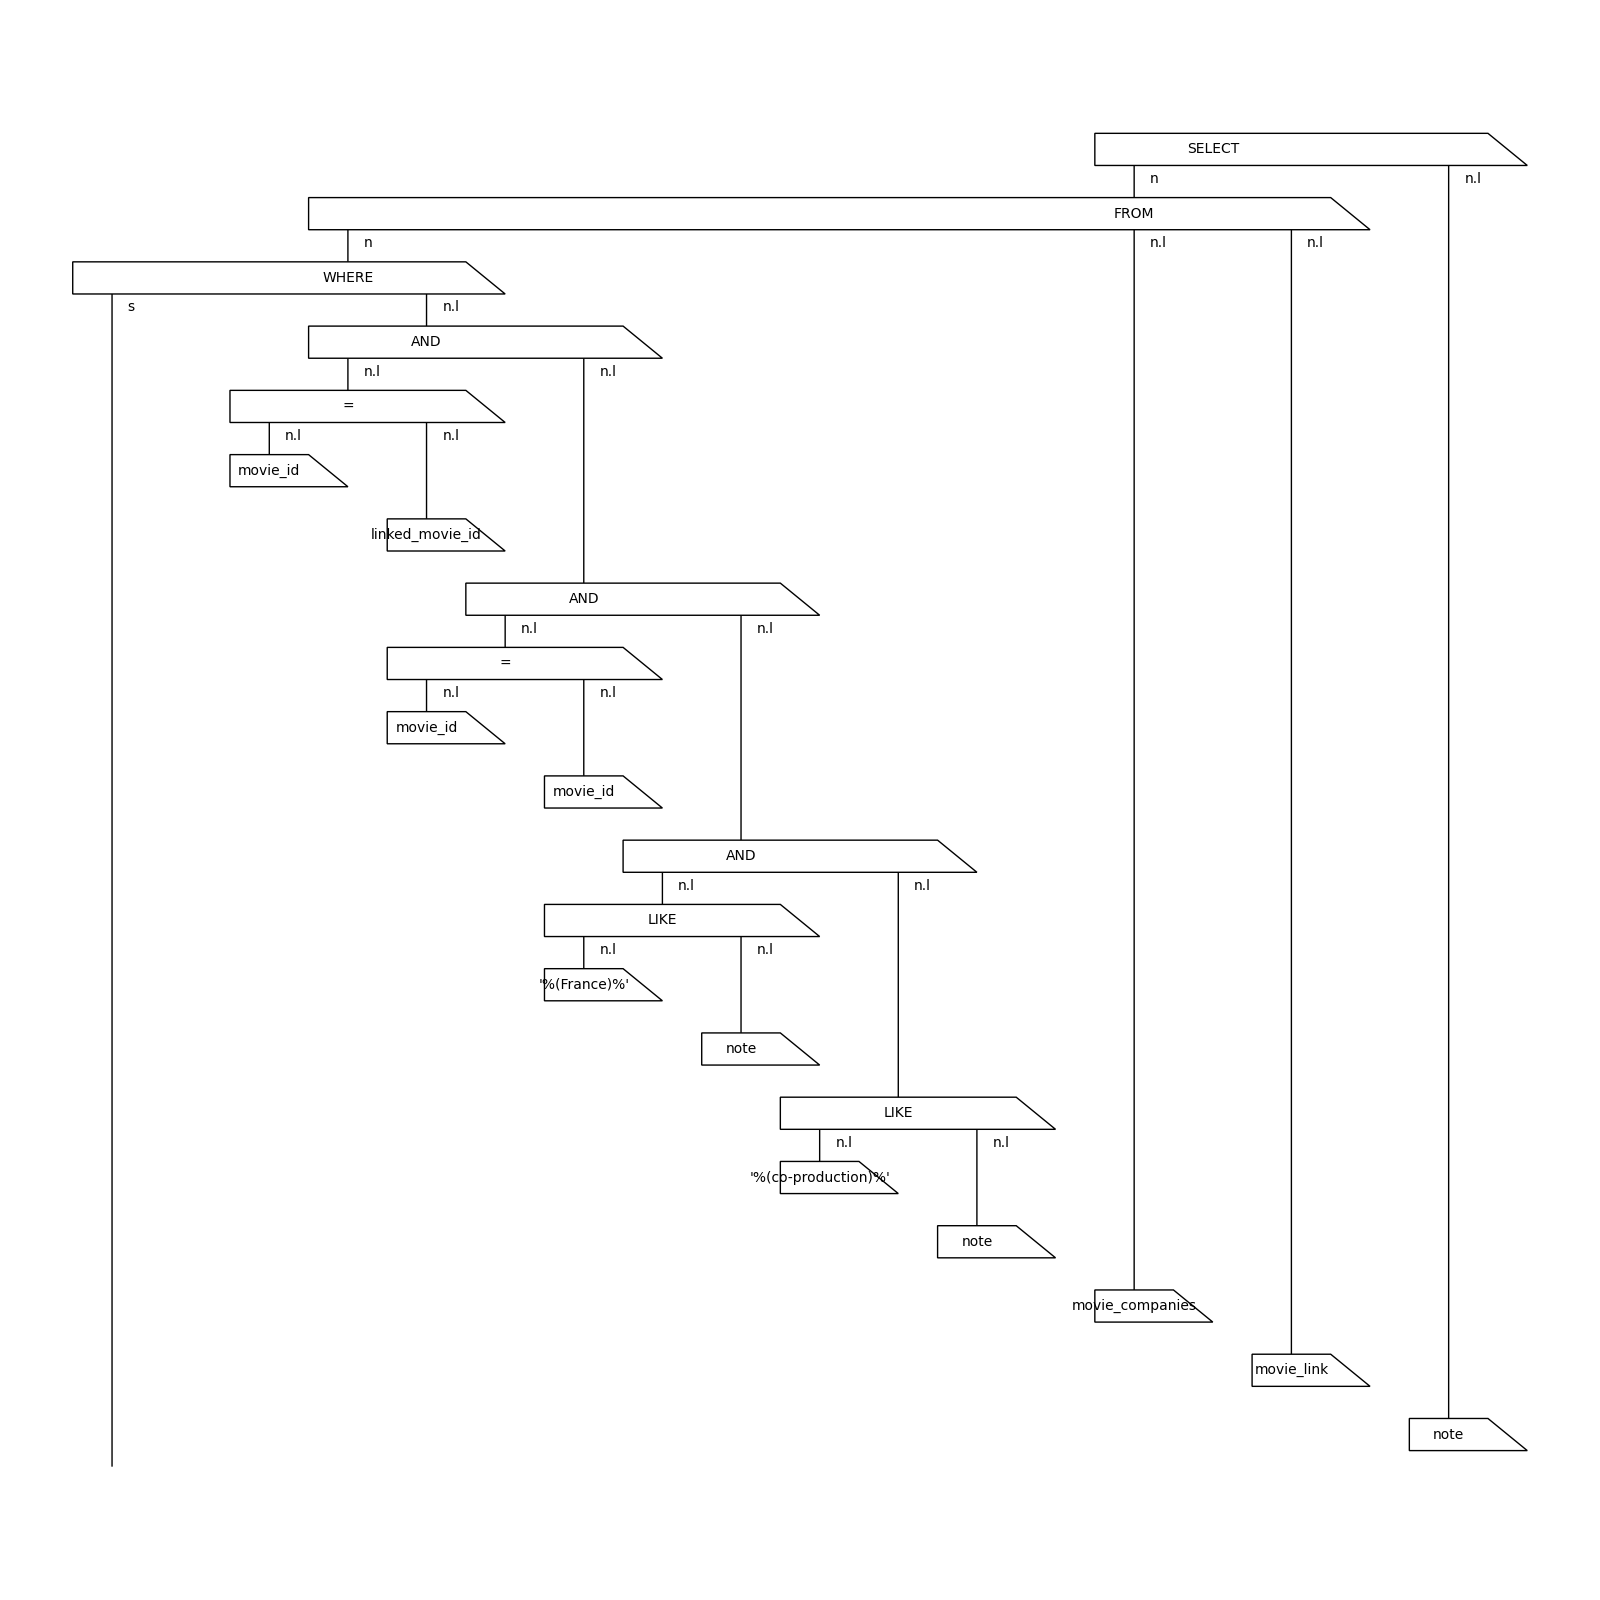 SELECT
n n.l
FROM
n n.l n.l
WHERE
s n.l
AND
n.l n.l
=
n.l n.l
movie_id
linked_movie_id
AND
n.l n.l
=
n.l n.l
movie_id
movie_id
AND
n.l n.l
LIKE
n.l n.l
'%(France)%'
note
LIKE
n.l n.l
'%(co-production)%'
note
movie_companies
movie_link
note